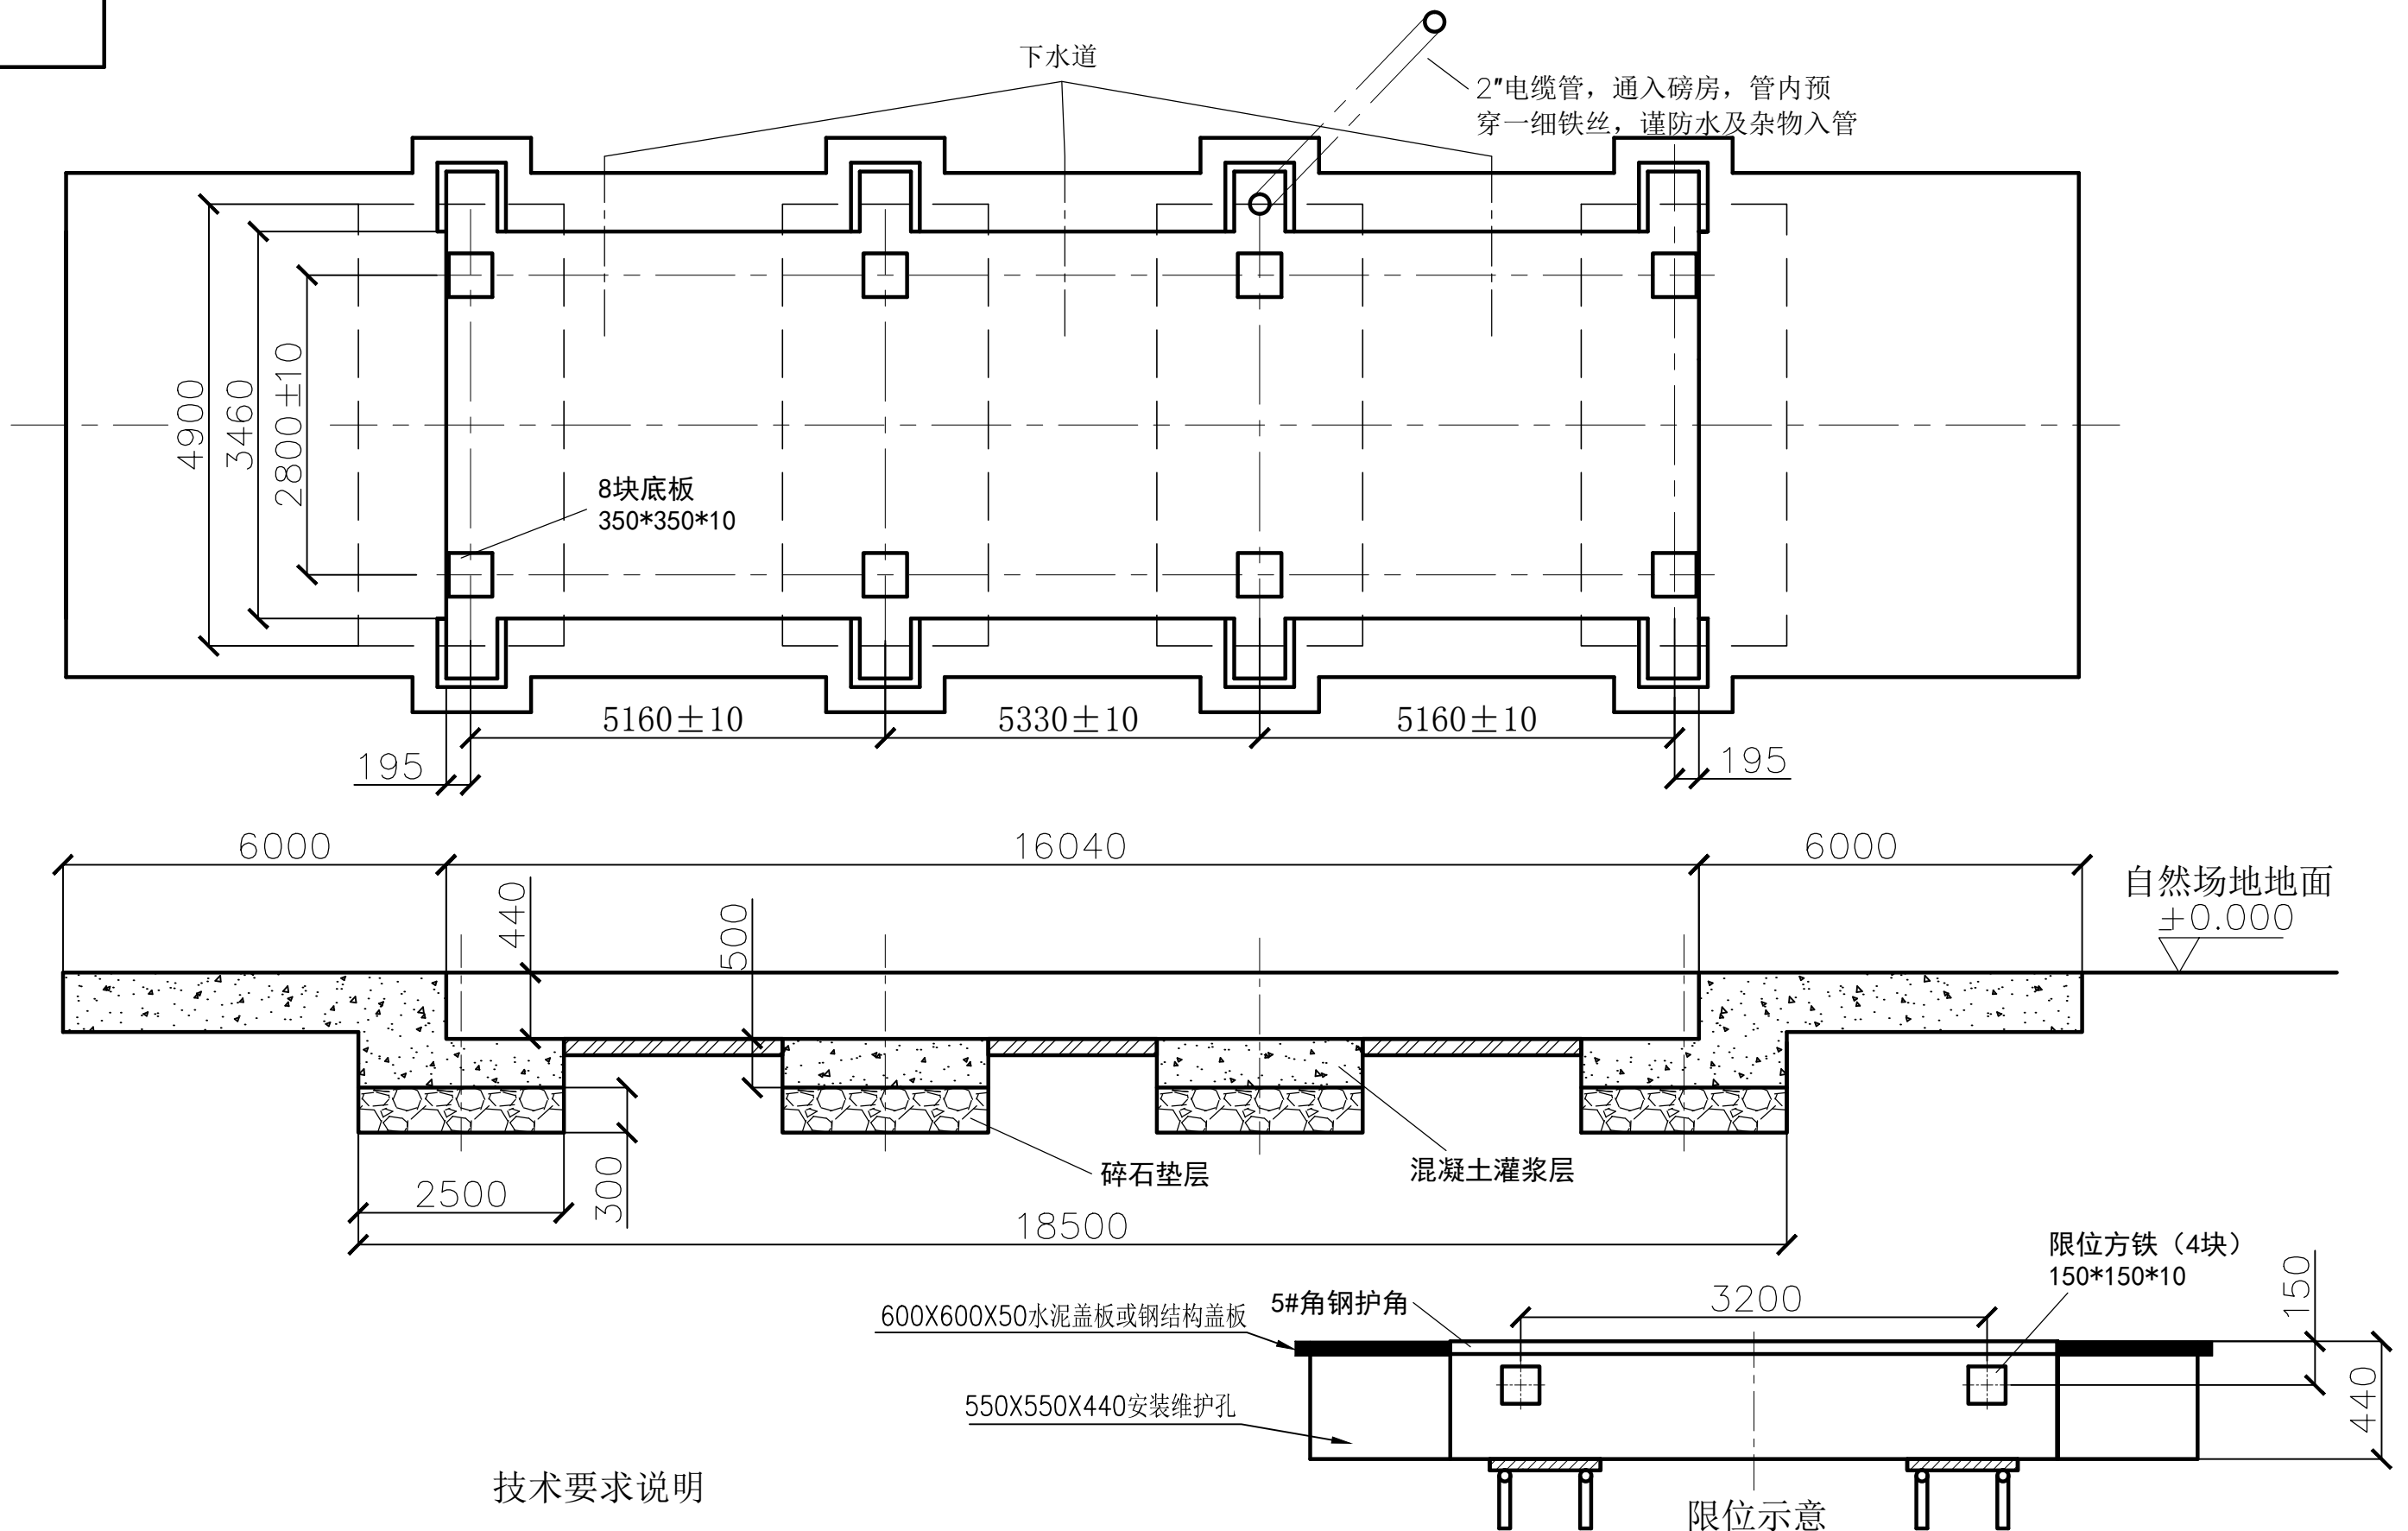 下水道
2"电缆管，通入磅房，管内预
穿一细铁丝，谨防水及杂物入管
4900
3460
2800±10
8块底板
350*350*10
5160±10
5330±10
5160±10
195
195
6000
16040
6000
440
500
自然场地地面
±0.000
碎石垫层
混凝土灌浆层
2500
300
18500
限位方铁（4块）
150*150*10
600X600X50水泥盖板或钢结构盖板
5#角钢护角
3200
150
440
550X550X440安装维护孔
技术要求说明
限位示意